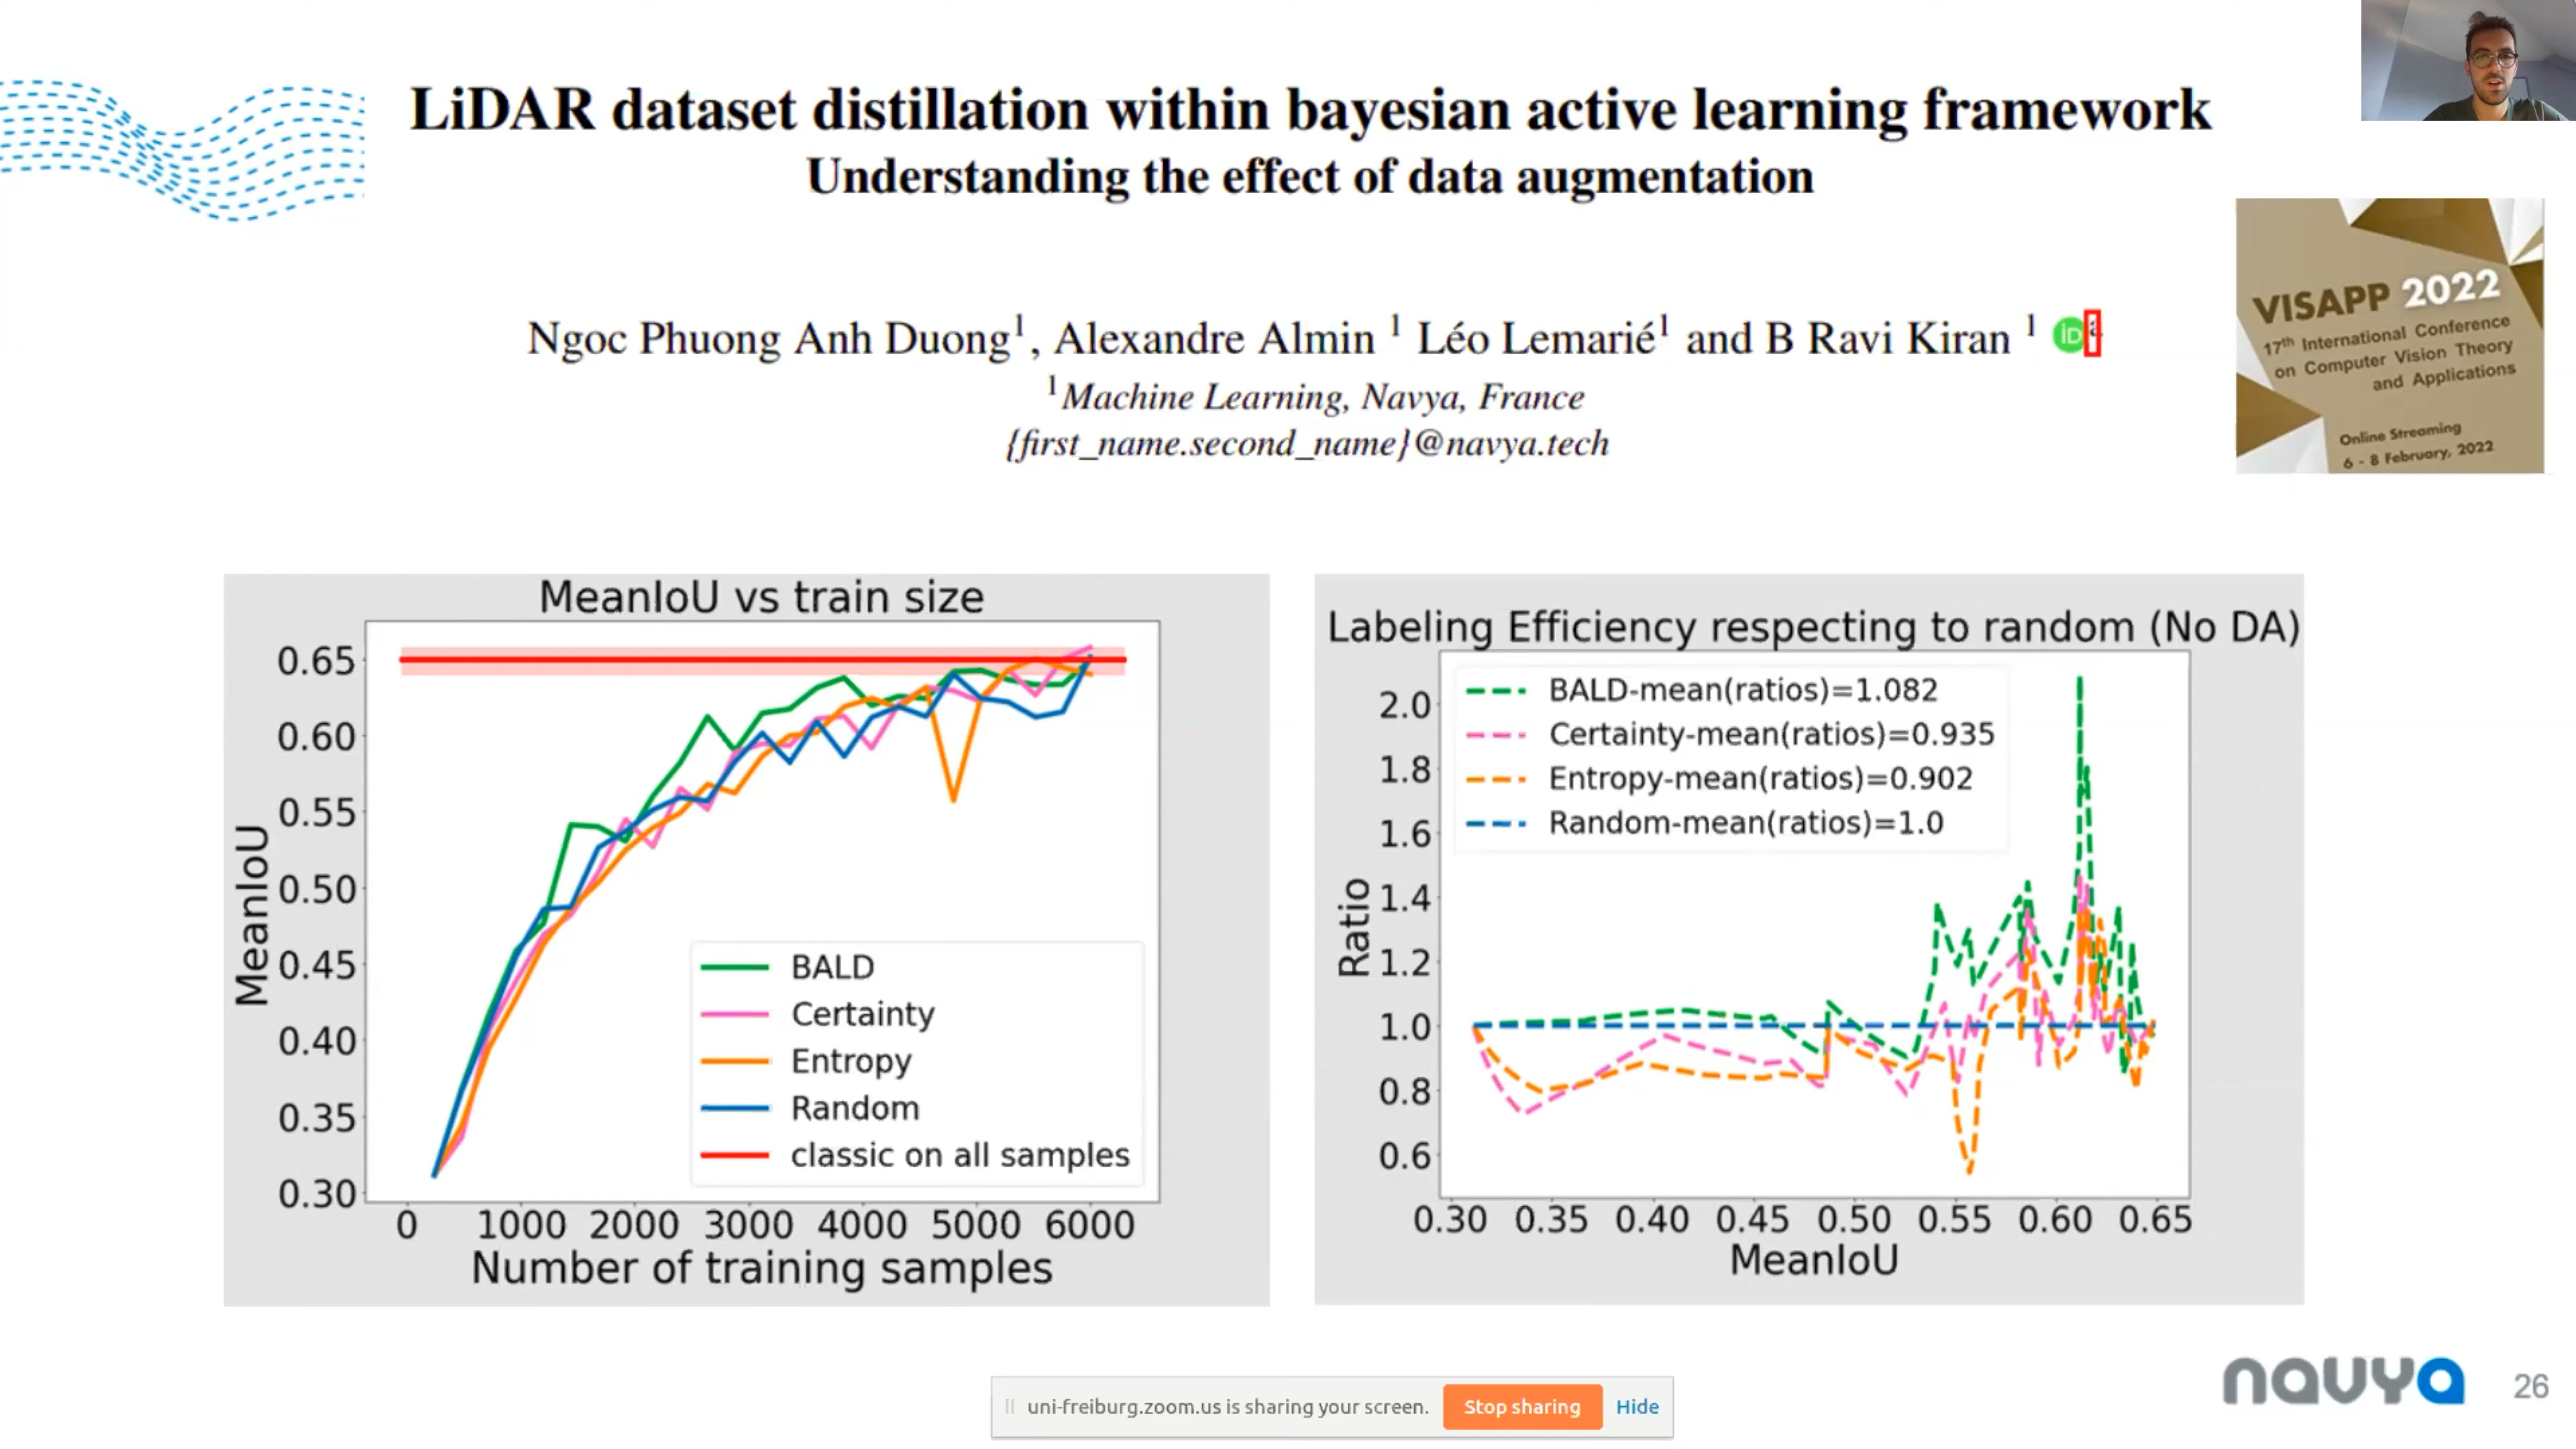 LiDAR dataset distillation within bayesian active learning framework
Understanding the effect of data augmentation
Ngoc Phuong Anh Duong1, Alexandre Almin 1 Léo Lemarié1 and B Ravi Kiran 1 iD a
1Machine Learning, Navya, France
{first_name.second_name}@navya.tech
VISAPP 2022
17th International Conference
on Computer Vision Theory
and Applications
Online Streaming
6 - 8 February, 2022
MeanIoU vs train size
0.65
0.60
0.55
0.50
0.45
0.40
0.35
0.30
MeanIoU
BALD
Certainty
Entropy
Random
classic on all samples
0 1000 2000 3000 4000 5000 6000
Number of training samples
Labeling Efficiency respecting to random (No DA)
BALD-mean(ratios)=1.082
Certainty-mean(ratios)=0.935
Entropy-mean(ratios)=0.902
Random-mean(ratios)=1.0
2.0
1.8
1.6
1.4
1.2
1.0
0.8
0.6
Ratio
0.30 0.35 0.40 0.45 0.50 0.55 0.60 0.65
MeanIoU
uni-freiburg.zoom.us is sharing your screen. Stop sharing Hide
navya 26